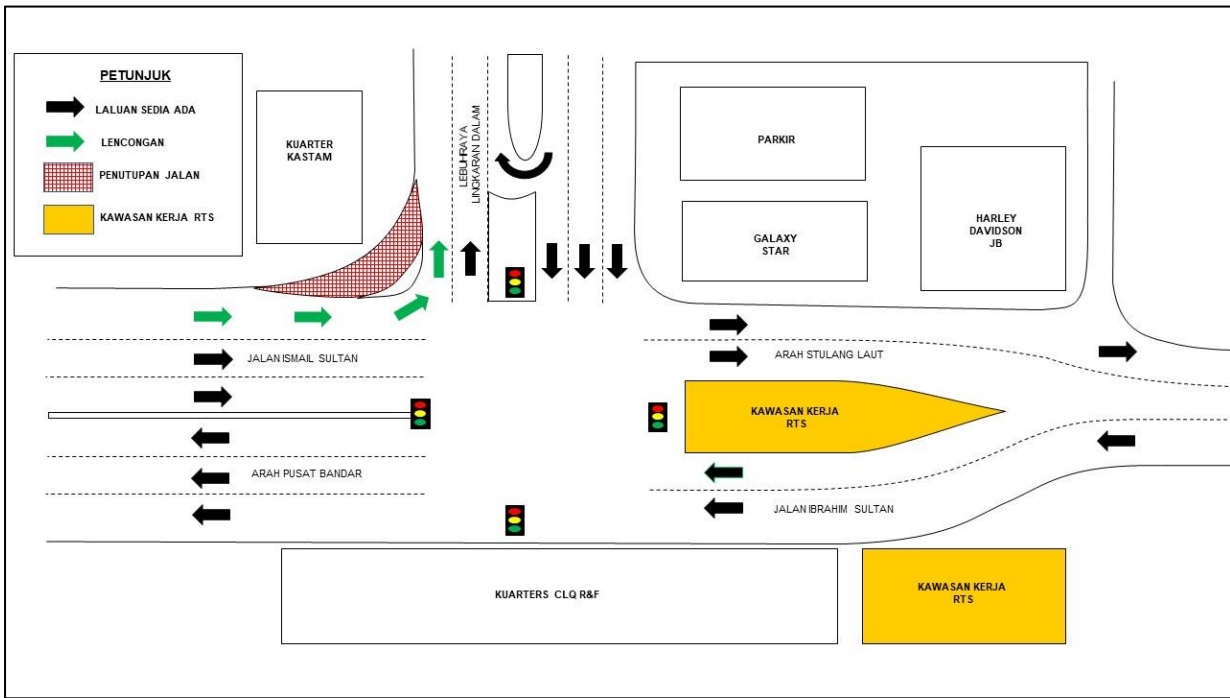 PETUNJUK
LALUAN SEDIA ADA
LENCONGAN
PENUTUPAN JALAN
KAWASAN KERJA RTS
KUARTER
KASTAM
LEBUHRAYA
LINGKARAN DALAM
PARKIR
GALAXY
STAR
HARLEY
DAVIDSON
JB
JALAN ISMAIL SULTAN
ARAH STULANG LAUT
KAWASAN KERJA
RTS
ARAH PUSAT BANDAR
JALAN IBRAHIM SULTAN
KUARTERS CLQ R&F
KAWASAN KERJA
RTS